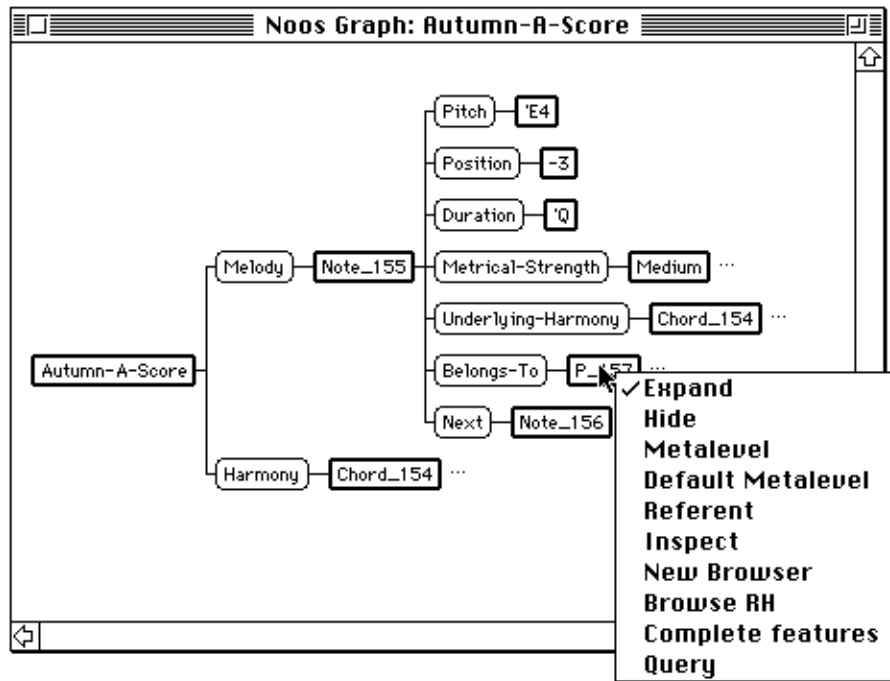 Noos Graph: Autumn-A-Score
Pitch 'E4
Position -3
Duration 'Q
Melody Note_155 Metrical-Strength Medium ...
Underlying-Harmony Chord_154 ...
Autumn-A-Score Belongs-To P_157 ...
✓Expand
Hide
Next Note_156
Metalevel
Harmony Chord_154 ...
Default Metalevel
Referent
Inspect
New Browser
Browse RH
Complete features
Query